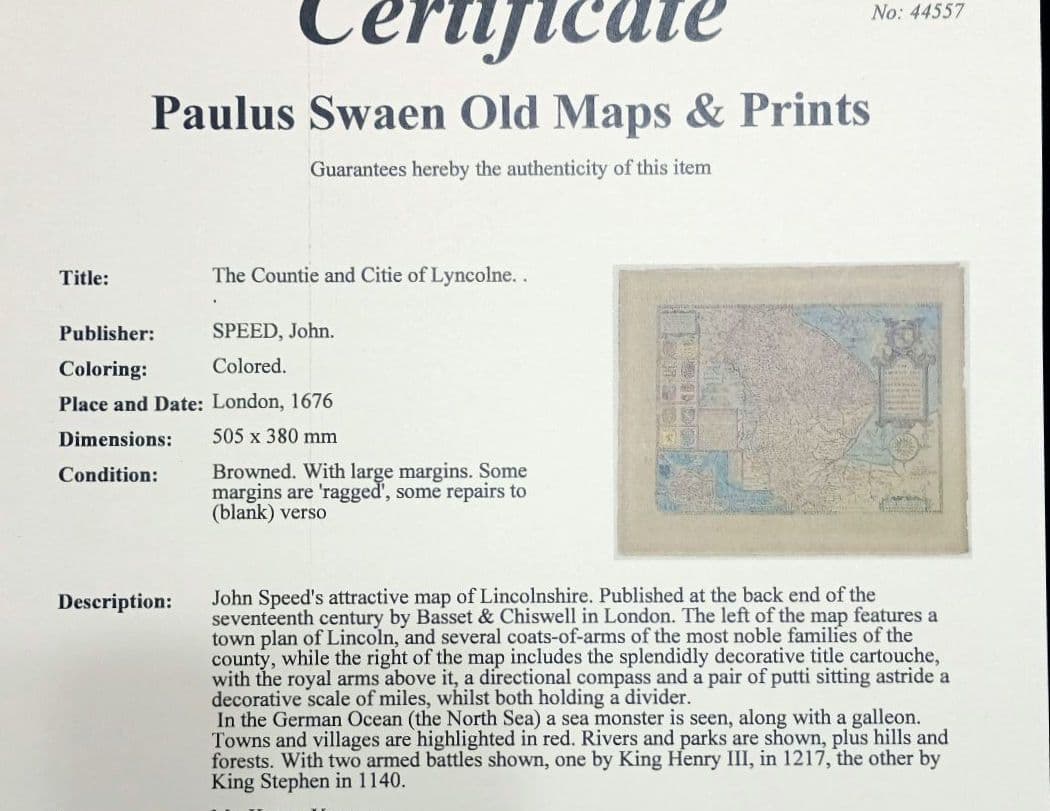 Certificate
No: 44557
Paulus Swaen Old Maps & Prints
Guarantees hereby the authenticity of this item
Title: The Countie and Citie of Lyncolne. .
.
Publisher: SPEED, John.
Coloring: Colored.
Place and Date: London, 1676
Dimensions: 505 x 380 mm
Condition: Browned. With large margins. Some
margins are 'ragged', some repairs to
(blank) verso
Description: John Speed's attractive map of Lincolnshire. Published at the back end of the
seventeenth century by Basset & Chiswell in London. The left of the map features a
town plan of Lincoln, and several coats-of-arms of the most noble families of the
county, while the right of the map includes the splendidly decorative title cartouche,
with the royal arms above it, a directional compass and a pair of putti sitting astride a
decorative scale of miles, whilst both holding a divider.
In the German Ocean (the North Sea) a sea monster is seen, along with a galleon.
Towns and villages are highlighted in red. Rivers and parks are shown, plus hills and
forests. With two armed battles shown, one by King Henry III, in 1217, the other by
King Stephen in 1140.